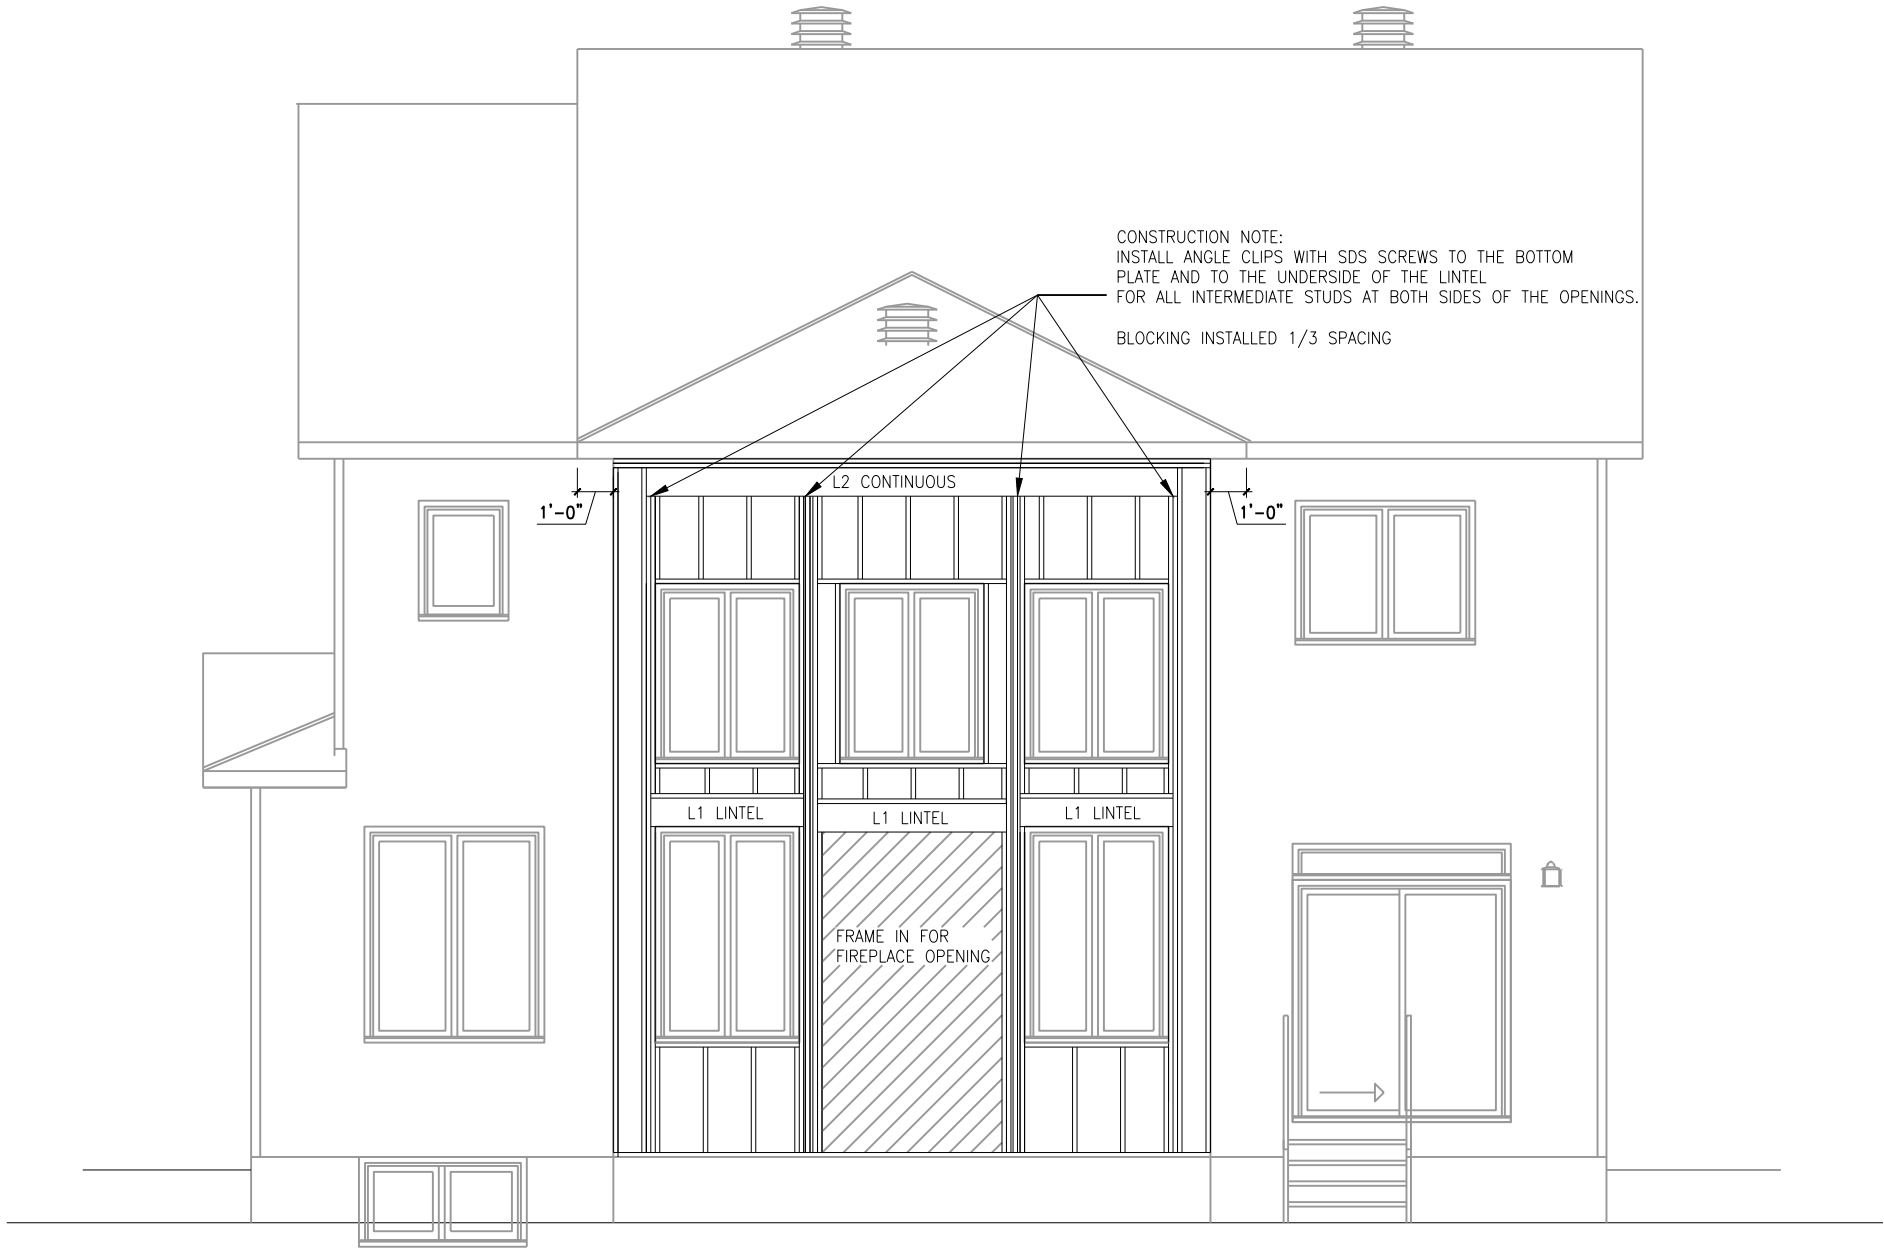 CONSTRUCTION NOTE:
INSTALL ANGLE CLIPS WITH SDS SCREWS TO THE BOTTOM
PLATE AND TO THE UNDERSIDE OF THE LINTEL
FOR ALL INTERMEDIATE STUDS AT BOTH SIDES OF THE OPENINGS.
BLOCKING INSTALLED 1/3 SPACING
L2 CONTINUOUS
1'-0"
1'-0"
L1 LINTEL
L1 LINTEL
L1 LINTEL
FRAME IN FOR
FIREPLACE OPENING